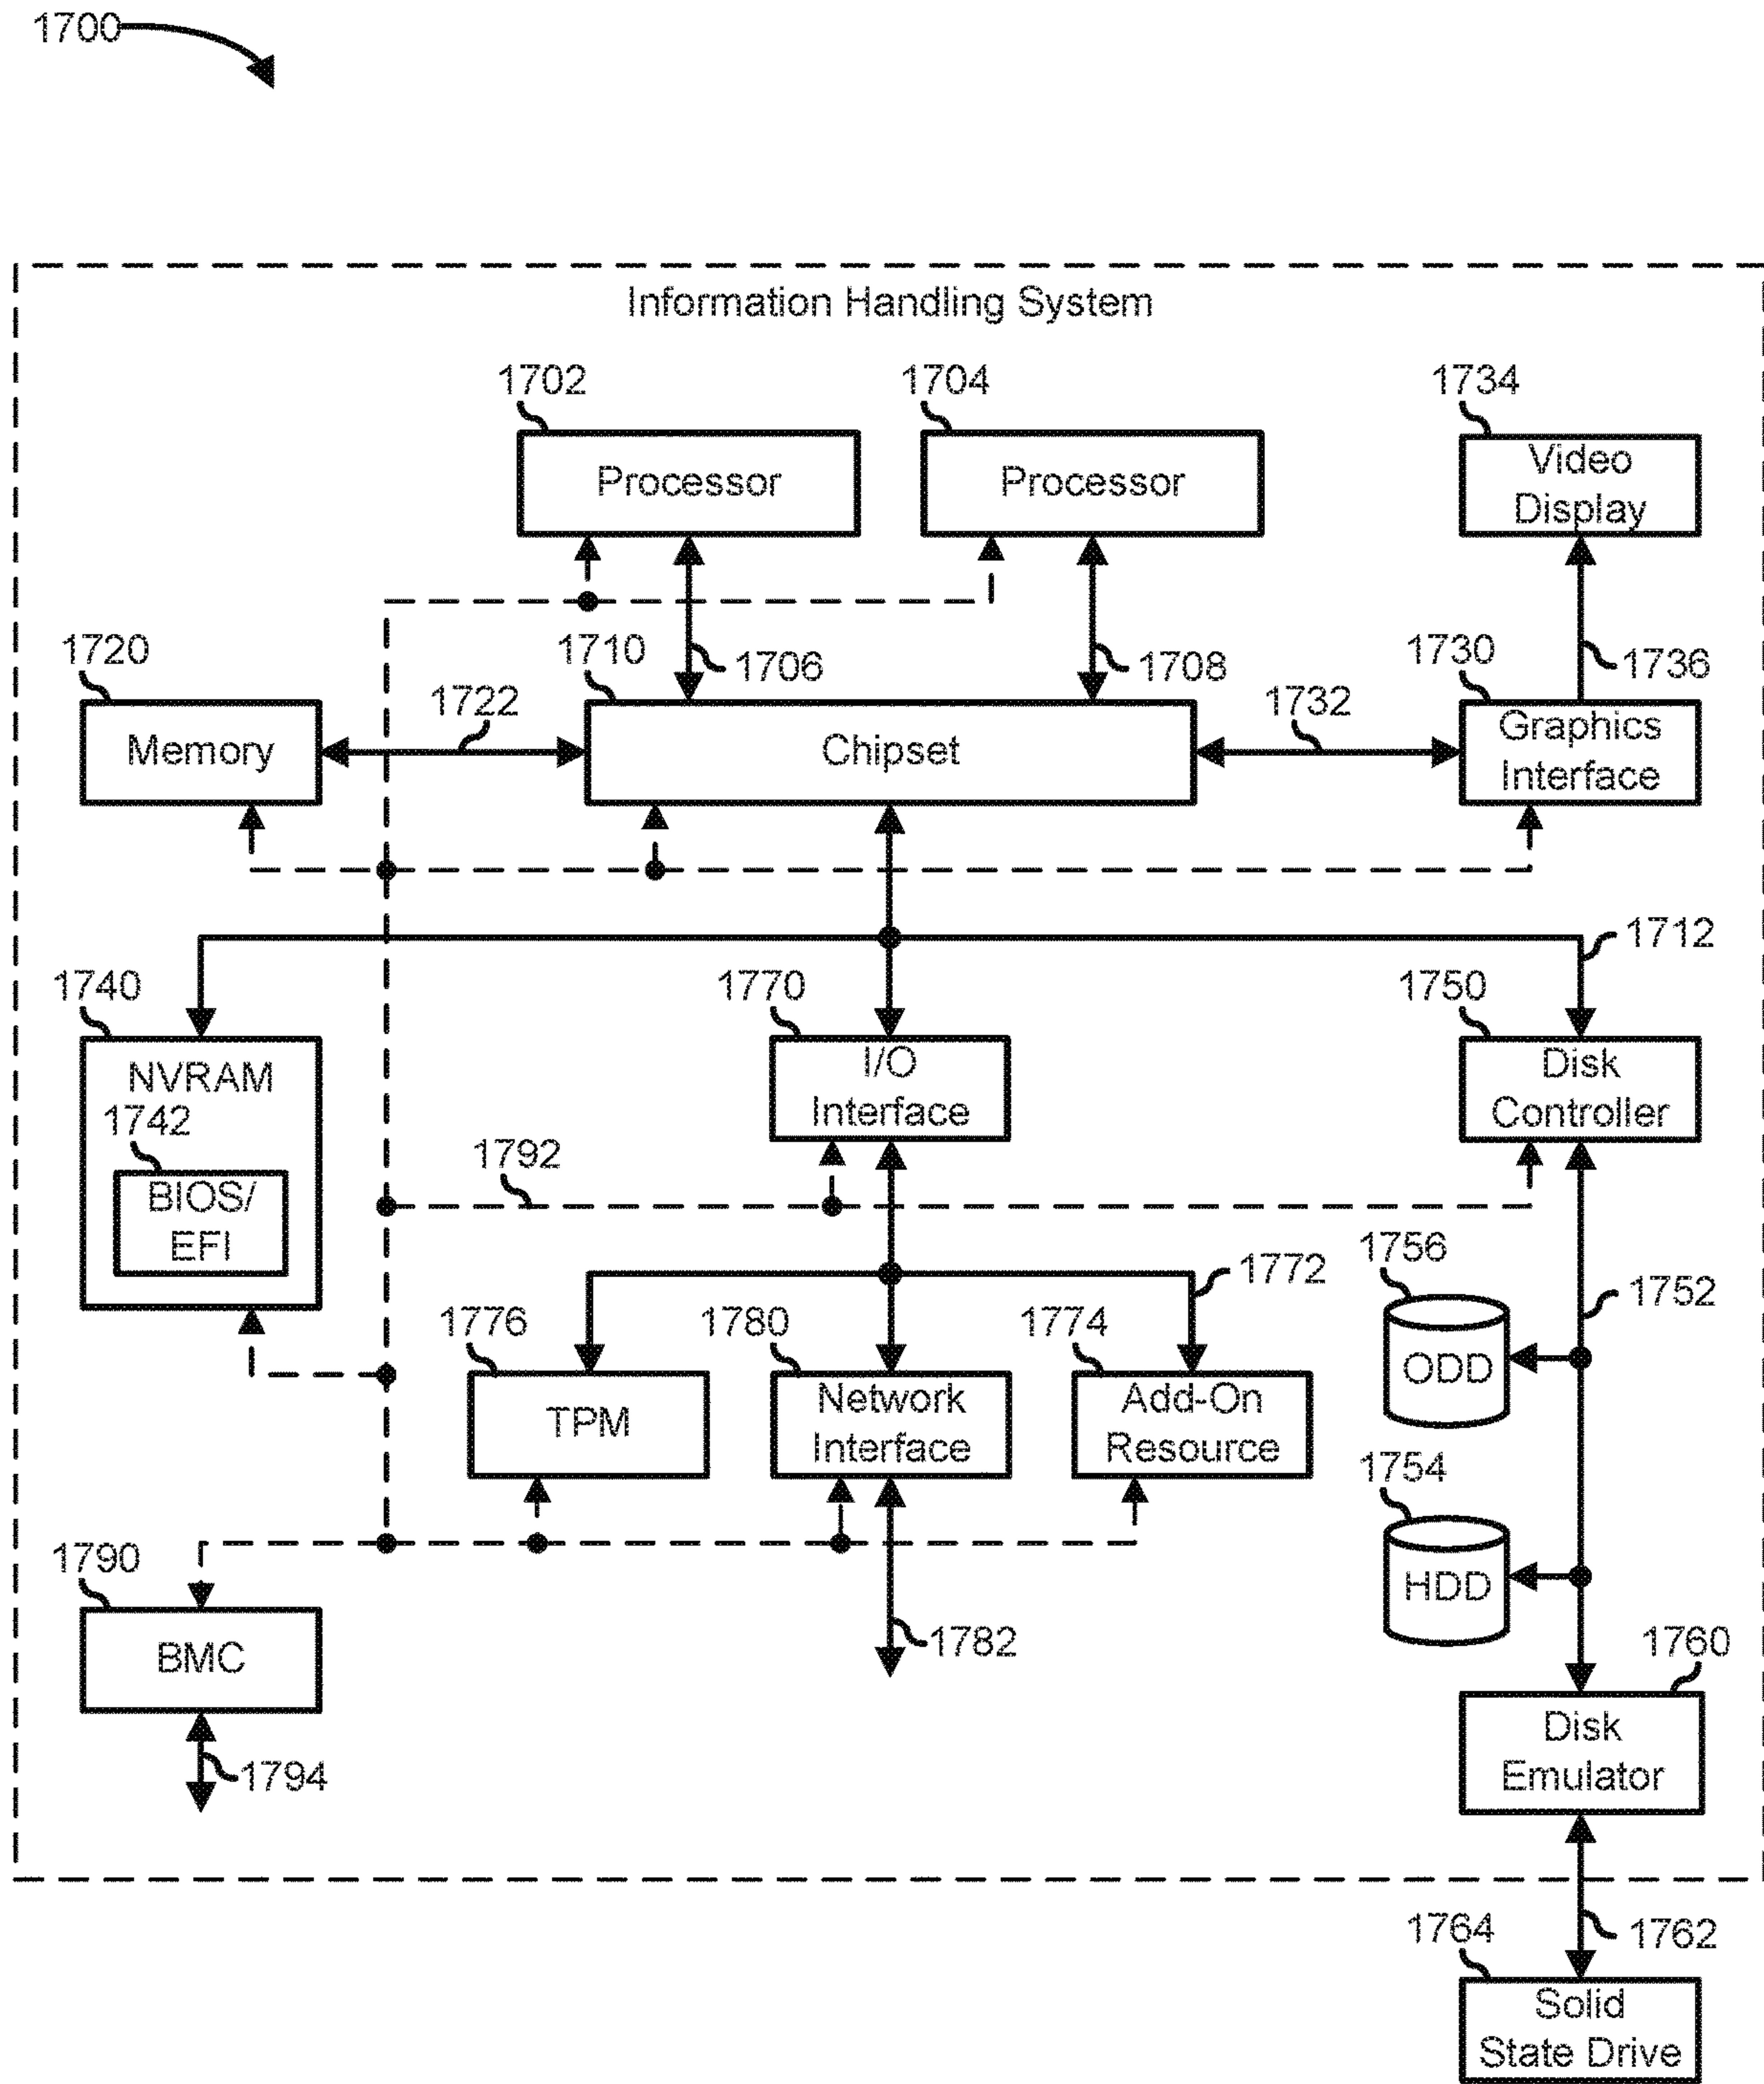 1700
Information Handling System
1702
1704
1734
Processor
Processor
Video
Display
1720
1710
1706
1708
1730
1736
1722
1732
Memory
Chipset
Graphics
Interface
1712
1740
1770
1750
NVRAM
I/O
Interface
Disk
Controller
1742
BIOS/
EFI
1792
1756
1772
1752
1776
1780
1774
ODD
TPM
Network
Interface
Add-On
Resource
1754
HDD
1790
BMC
1782
1760
1794
Disk
Emulator
1764
1762
Solid
State Drive